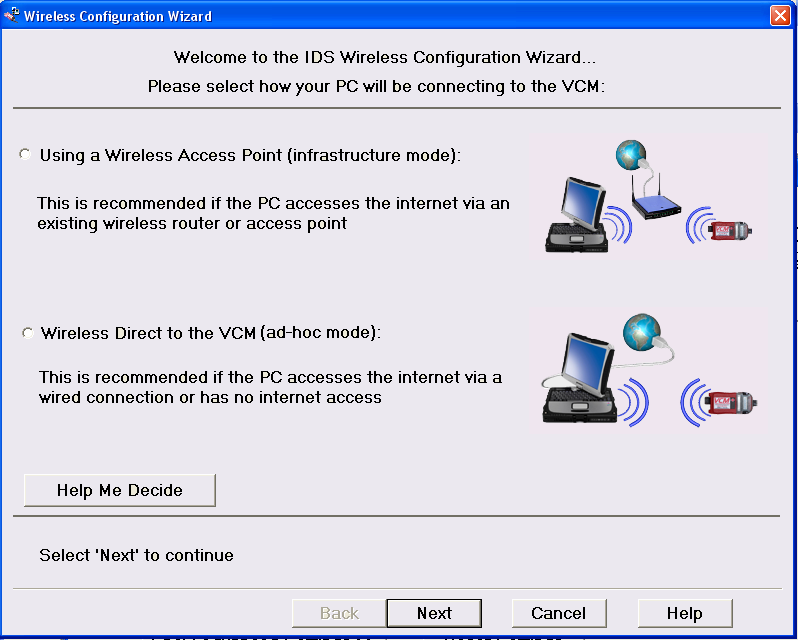 Wireless Configuration Wizard
Welcome to the IDS Wireless Configuration Wizard...
Please select how your PC will be connecting to the VCM:
Using a Wireless Access Point (infrastructure mode):
This is recommended if the PC accesses the internet via an
existing wireless router or access point
VCM
Wireless Direct to the VCM (ad-hoc mode):
This is recommended if the PC accesses the internet via a
wired connection or has no internet access
VCM
Help Me Decide
Select 'Next' to continue
Back
Next
Cancel
Help